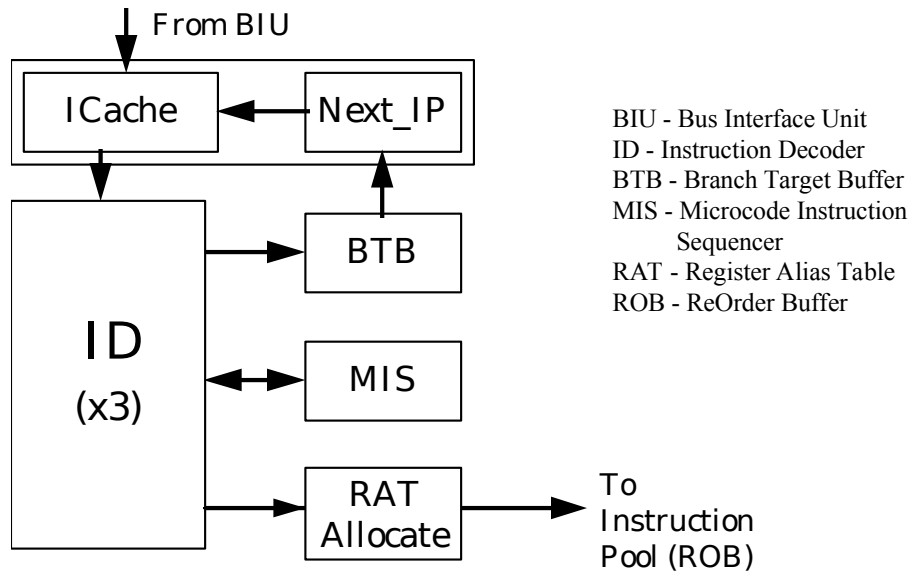 From BIU
ICache
Next_IP
BTB
ID
(x3)
MIS
RAT
Allocate
To
Instruction
Pool (ROB)
BIU - Bus Interface Unit
ID - Instruction Decoder
BTB - Branch Target Buffer
MIS - Microcode Instruction
Sequencer
RAT - Register Alias Table
ROB - ReOrder Buffer